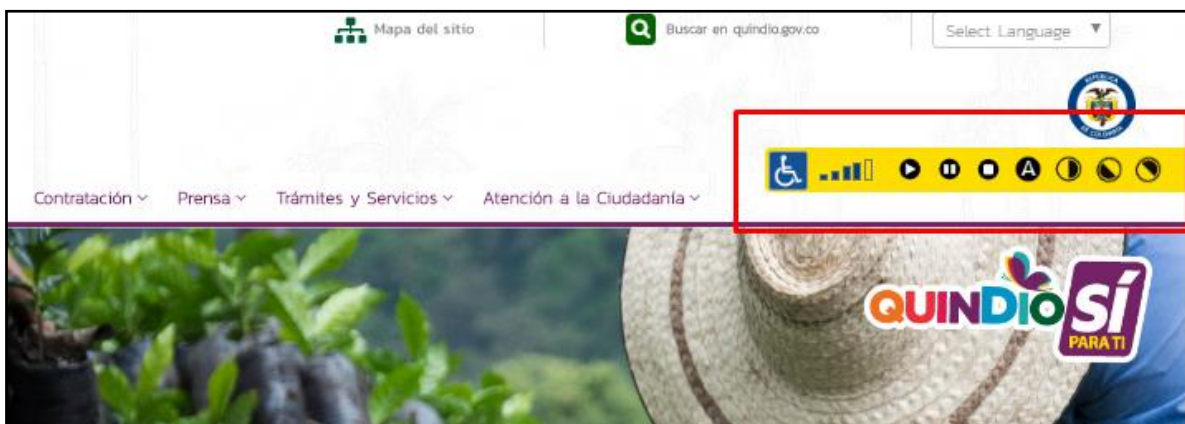 Mapa del sitio
Buscar en quindio.gov.co
Select Language
A
Contratación Prensa Trámites y Servicios Atención a la Ciudadanía
QUINDIO SÍ
PARA TI